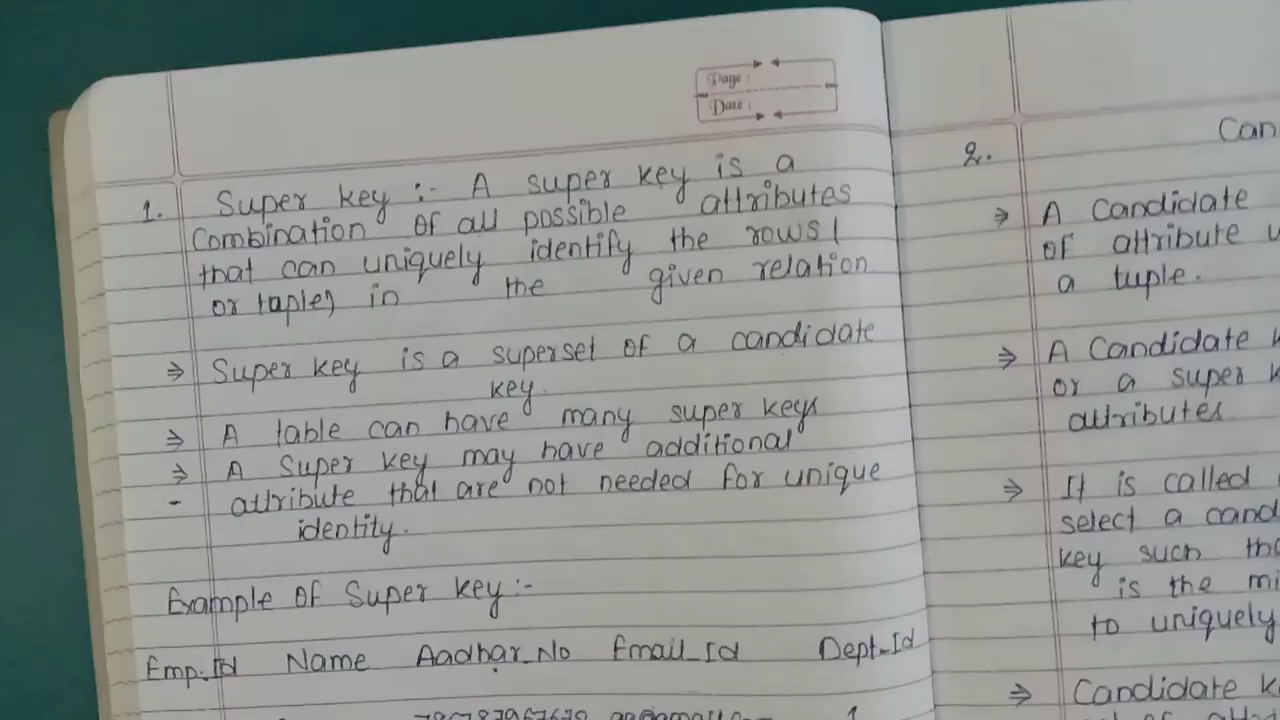 Page :
Date :
1. Super key :- A super key is a
Combination of all possible attributes
that can uniquely identify the rows (
or taple) in the given relation
⇒ Super key is a superset of a candidate
key.
⇒ A table can have many super keys
⇒ A Super key may have additional
- attribute that are not needed for unique
identity.
Example of Super key :-
Emp_Id Name Aadhar_No Email_Id Dept_Id
1
2. Can
⇒ A Candidate
of attribute
a tuple.
⇒ A Candidate
or a super
attributes
⇒ It is called
select a cand
key such
is the mi
to uniquely
⇒ Candidate